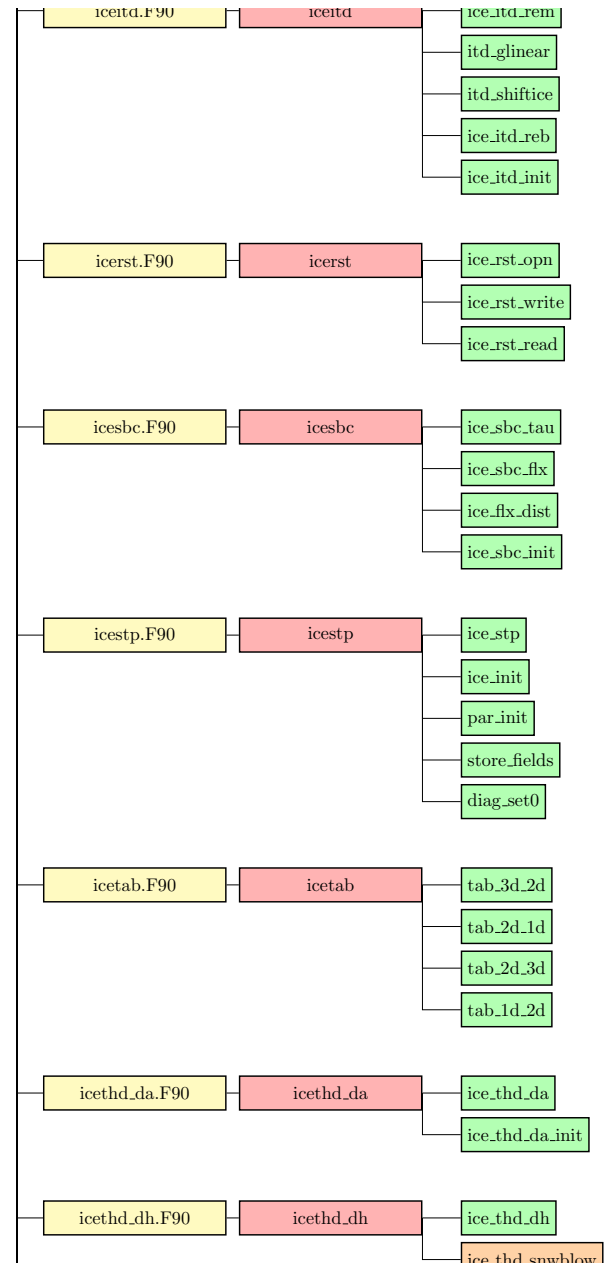 iceitd.F90 iceitd ice_itd_rem
itd_glinear
itd_shiftice
ice_itd_reb
ice_itd_init
icerst.F90 icerst ice_rst_opn
ice_rst_write
ice_rst_read
icesbc.F90 icesbc ice_sbc_tau
ice_sbc_flx
ice_flx_dist
ice_sbc_init
icestp.F90 icestp ice_stp
ice_init
par_init
store_fields
diag_set0
icetab.F90 icetab tab_3d_2d
tab_2d_1d
tab_2d_3d
tab_1d_2d
icethd_da.F90 icethd_da ice_thd_da
ice_thd_da_init
icethd_dh.F90 icethd_dh ice_thd_dh
ice_thd_snwblow